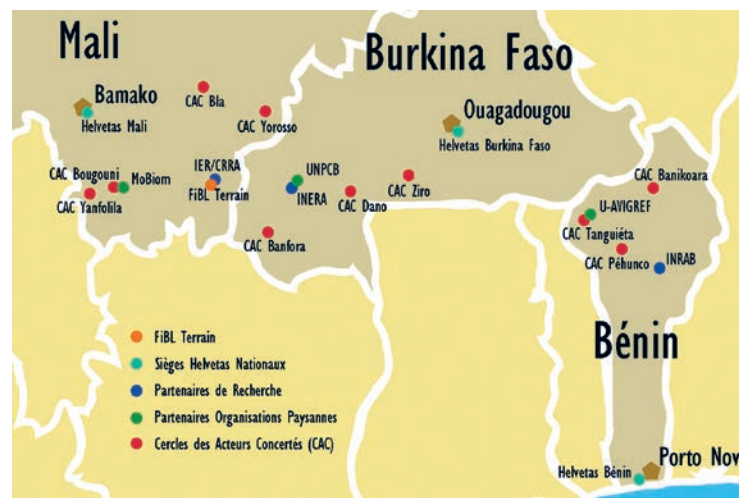 Mali
Burkina Faso
Bamako
Helvetas Mali
CAC Bla
CAC Yorosso
Ouagadougou
Helvetas Burkina Faso
CAC Bougouni
MoBiom
CAC Yanfolila
IER/CRRA
FiBL Terrain
UNPCB
INERA
CAC Dano
CAC Ziro
CAC Banfora
CAC Banikoara
U-AVIGREF
CAC Tanguiéta
CAC Péhunco
INRAB
Bénin
FiBL Terrain
Sièges Helvetas Nationaux
Partenaires de Recherche
Partenaires Organisations Paysannes
Cercles des Acteurs Concertés (CAC)
Porto Nov
Helvetas Bénin